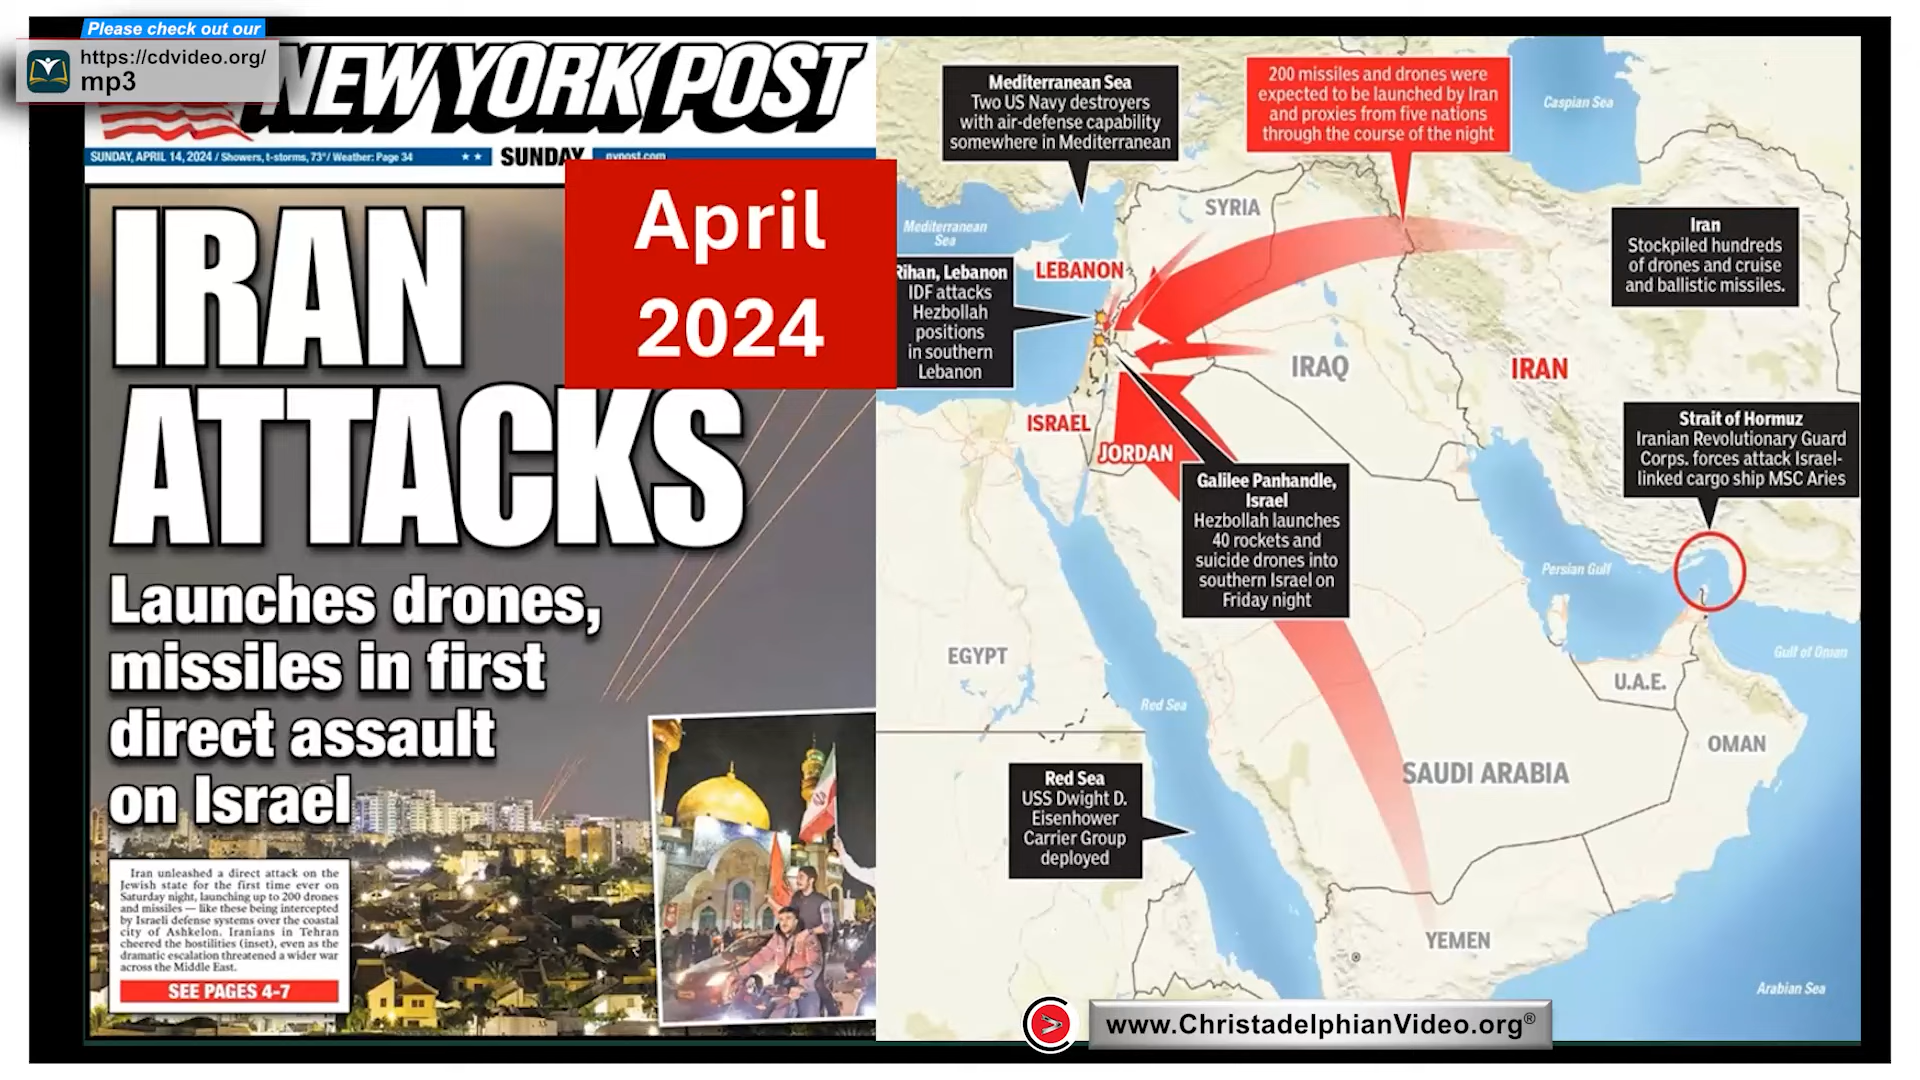 Please check out our
https://cdvideo.org/
mp3
NEW YORK POST
SUNDAY, APRIL 14, 2024 / Showers, t-storms, 73° / Weather: Page 34
★ ★
SUNDAY
nypost.com
April
2024
IRAN
ATTACKS
Launches drones,
missiles in first
direct assault
on Israel
Iran unleashed a direct attack on the
Jewish state for the first time ever on
Saturday night, launching up to 200 drones
and missiles — like these being intercepted
by Israeli defense systems over the coastal
city of Ashkelon. Iranians in Tehran
cheered the hostilities (inset), even as the
dramatic escalation threatened a wider war
across the Middle East.
SEE PAGES 4-7
Mediterranean Sea
Two US Navy destroyers
with air-defense capability
somewhere in Mediterranean
200 missiles and drones were
expected to be launched by Iran
and proxies from five nations
through the course of the night
Caspian Sea
SYRIA
Mediterranean
Sea
Iran
Stockpiled hundreds
of drones and cruise
and ballistic missiles.
Rihan, Lebanon
IDF attacks
Hezbollah
positions
in southern
Lebanon
LEBANON
IRAQ
IRAN
ISRAEL
JORDAN
Strait of Hormuz
Iranian Revolutionary Guard
Corps. forces attack Israel-
linked cargo ship MSC Aries
Galilee Panhandle,
Israel
Hezbollah launches
40 rockets and
suicide drones into
southern Israel on
Friday night
Persian Gulf
EGYPT
Gulf of Oman
U.A.E.
Red Sea
OMAN
SAUDI ARABIA
Red Sea
USS Dwight D.
Eisenhower
Carrier Group
deployed
YEMEN
Arabian Sea
www.ChristadelphianVideo.org®